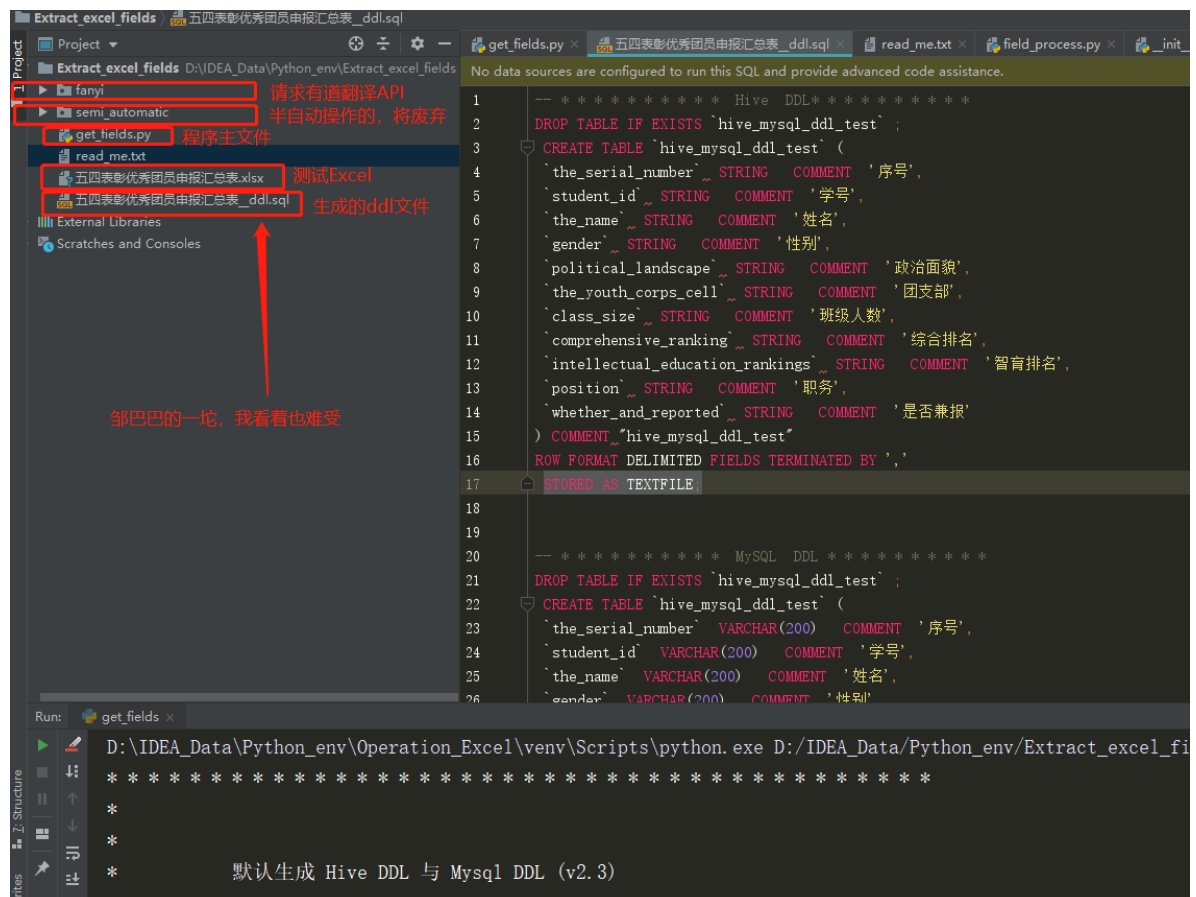 Extract_excel_fields 五四表彰优秀团员申报汇总表__ddl.sql
1: Project
Project
get_fields.py
五四表彰优秀团员申报汇总表__ddl.sql
read_me.txt
field_process.py
__init_
Extract_excel_fields D:\IDEA_Data\Python_env\Extract_excel_fields
fanyi 请求有道翻译API
semi_automatic 半自动操作的，将废弃
get_fields.py 程序主文件
read_me.txt
五四表彰优秀团员申报汇总表.xlsx 测试Excel
五四表彰优秀团员申报汇总表__ddl.sql 生成的ddl文件
External Libraries
Scratches and Consoles
邹巴巴的一坨，我看着也难受
No data sources are configured to run this SQL and provide advanced code assistance.
1 -- * * * * * * * * * * Hive DDL* * * * * * * * * *
2 DROP TABLE IF EXISTS `hive_mysql_ddl_test` ;
3 CREATE TABLE `hive_mysql_ddl_test` (
4 `the_serial_number` STRING COMMENT '序号',
5 `student_id` STRING COMMENT '学号',
6 `the_name` STRING COMMENT '姓名',
7 `gender` STRING COMMENT '性别',
8 `political_landscape` STRING COMMENT '政治面貌',
9 `the_youth_corps_cell` STRING COMMENT '团支部',
10 `class_size` STRING COMMENT '班级人数',
11 `comprehensive_ranking` STRING COMMENT '综合排名',
12 `intellectual_education_rankings` STRING COMMENT '智育排名',
13 `position` STRING COMMENT '职务',
14 `whether_and_reported` STRING COMMENT '是否兼报'
15 ) COMMENT "hive_mysql_ddl_test"
16 ROW FORMAT DELIMITED FIELDS TERMINATED BY ','
17 STORED AS TEXTFILE;
18
19
20 -- * * * * * * * * * * MySQL DDL * * * * * * * * * *
21 DROP TABLE IF EXISTS `hive_mysql_ddl_test` ;
22 CREATE TABLE `hive_mysql_ddl_test` (
23 `the_serial_number` VARCHAR(200) COMMENT '序号',
24 `student_id` VARCHAR(200) COMMENT '学号',
25 `the_name` VARCHAR(200) COMMENT '姓名',
26 `gender` VARCHAR(200) COMMENT '性别'
Run: get_fields
D:\IDEA_Data\Python_env\Operation_Excel\venv\Scripts\python.exe D:/IDEA_Data/Python_env/Extract_excel_fi
* * * * * * * * * * * * * * * * * * * * * * * * * * * * * * * * * * * * * * * *
*
*
* 默认生成 Hive DDL 与 Mysql DDL (v2.3)
7: Structure
rites